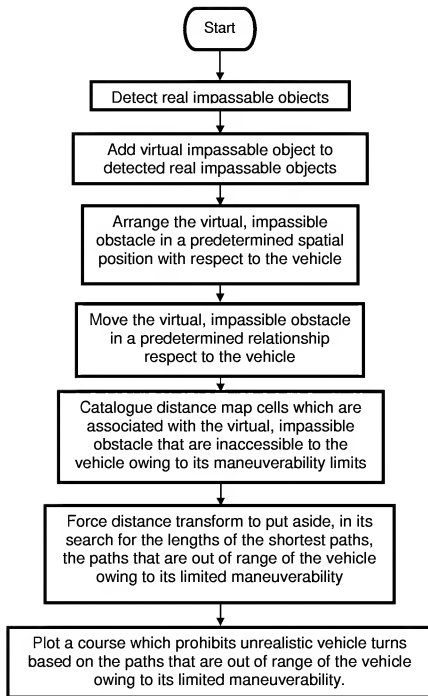 Start
Detect real impassable objects
Add virtual impassable object to
detected real impassable objects
Arrange the virtual, impassible
obstacle in a predetermined spatial
position with respect to the vehicle
Move the virtual, impassible obstacle
in a predetermined relationship
respect to the vehicle
Catalogue distance map cells which are
associated with the virtual, impassible
obstacle that are inaccessible to the
vehicle owing to its maneuverability limits
Force distance transform to put aside, in its
search for the lengths of the shortest paths,
the paths that are out of range of the vehicle
owing to its limited maneuverability
Plot a course which prohibits unrealistic vehicle turns
based on the paths that are out of range of the vehicle
owing to its limited maneuverability.